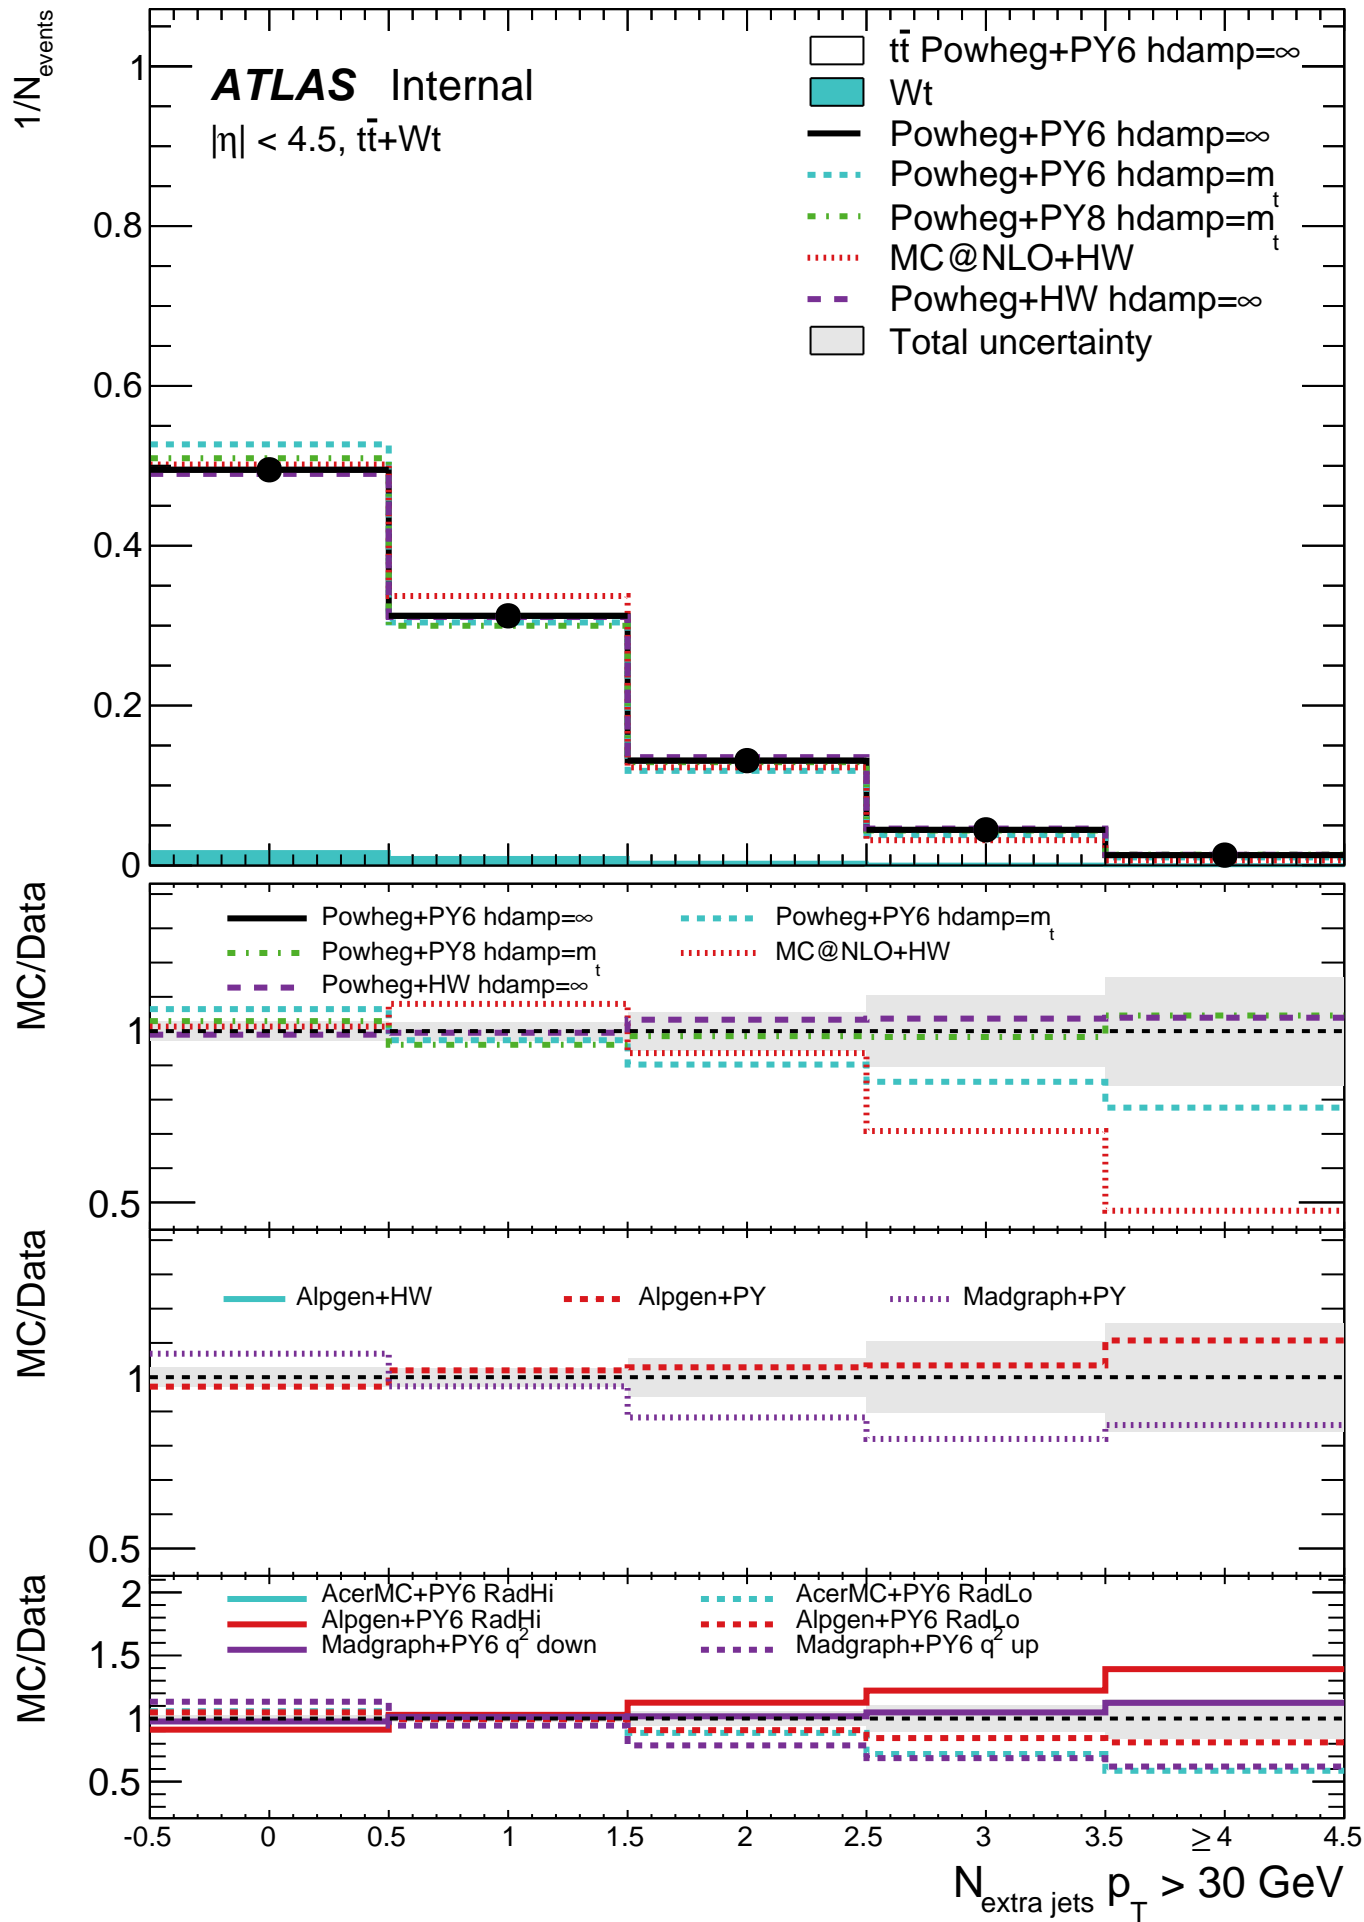 1/N_events
1
0.8
0.6
0.4
0.2
0
ATLAS Internal
|η| < 4.5, tt̄+Wt
tt̄ Powheg+PY6 hdamp=∞
Wt
Powheg+PY6 hdamp=∞
Powheg+PY6 hdamp=m_t
Powheg+PY8 hdamp=m_t
MC@NLO+HW
Powheg+HW hdamp=∞
Total uncertainty
MC/Data
1
0.5
Powheg+PY6 hdamp=∞
Powheg+PY6 hdamp=m_t
Powheg+PY8 hdamp=m_t
MC@NLO+HW
Powheg+HW hdamp=∞
MC/Data
1
0.5
Alpgen+HW
Alpgen+PY
Madgraph+PY
MC/Data
2
1.5
1
0.5
AcerMC+PY6 RadHi
AcerMC+PY6 RadLo
Alpgen+PY6 RadHi
Alpgen+PY6 RadLo
Madgraph+PY6 q² down
Madgraph+PY6 q² up
-0.5 0 0.5 1 1.5 2 2.5 3 3.5 ≥4 4.5
N_extra jets p_T > 30 GeV